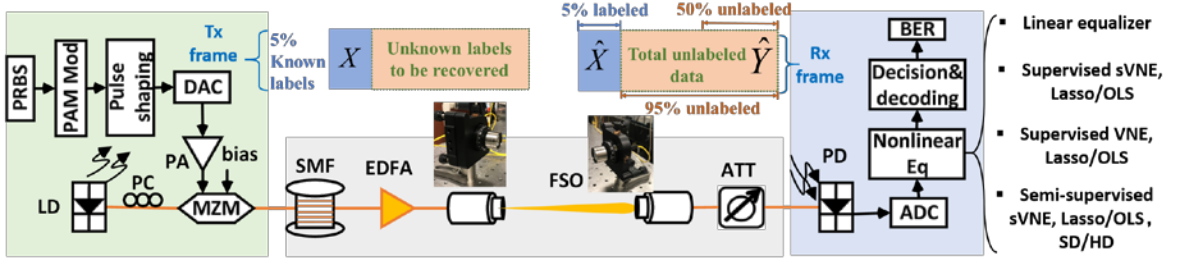 PRBS
PAM Mod
Pulse
shaping
DAC
PA
bias
LD
PC
MZM
Tx
frame
5%
Known
labels
X
Unknown labels
to be recovered
5% labeled
50% unlabeled
X̂
Total unlabeled
data
Ŷ
95% unlabeled
Rx
frame
SMF
EDFA
FSO
ATT
PD
ADC
Nonlinear
Eq
Decision&
decoding
BER
▪ Linear equalizer
▪ Supervised sVNE,
Lasso/OLS
▪ Supervised VNE,
Lasso/OLS
▪ Semi-supervised
sVNE, Lasso/OLS ,
SD/HD